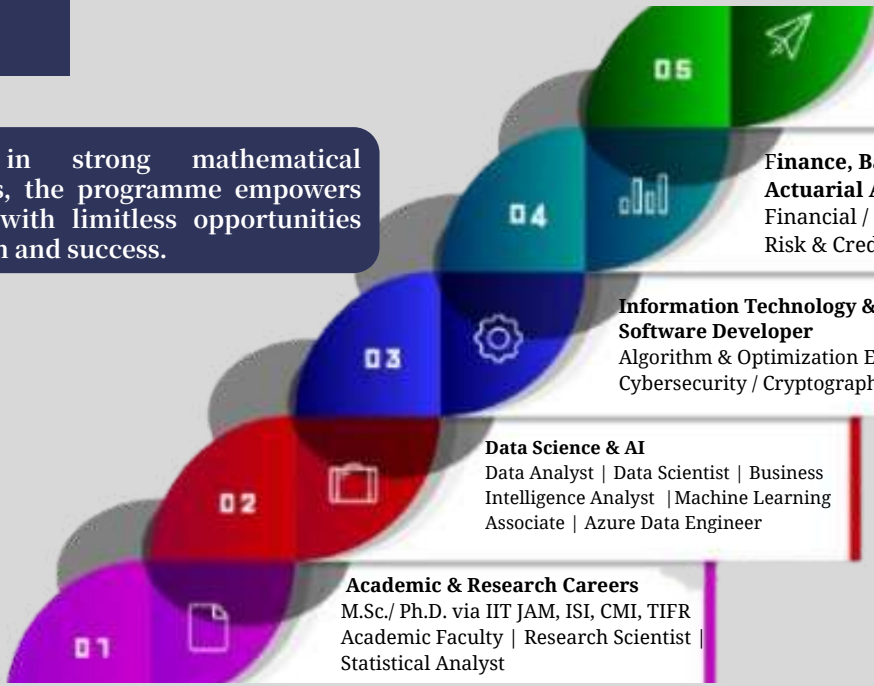 in strong mathematical
the programme empowers
with limitless opportunities
and success.
05
04
Finance,
Actuarial
Financial /
Risk &
03
Information Technology &
Software Developer
Algorithm & Optimization
Cybersecurity /
02
Data Science & AI
Data Analyst | Data Scientist | Business
Intelligence Analyst |Machine Learning
Associate | Azure Data Engineer
01
Academic & Research Careers
M.Sc./ Ph.D. via IIT JAM, ISI, CMI, TIFR
Academic Faculty | Research Scientist |
Statistical Analyst